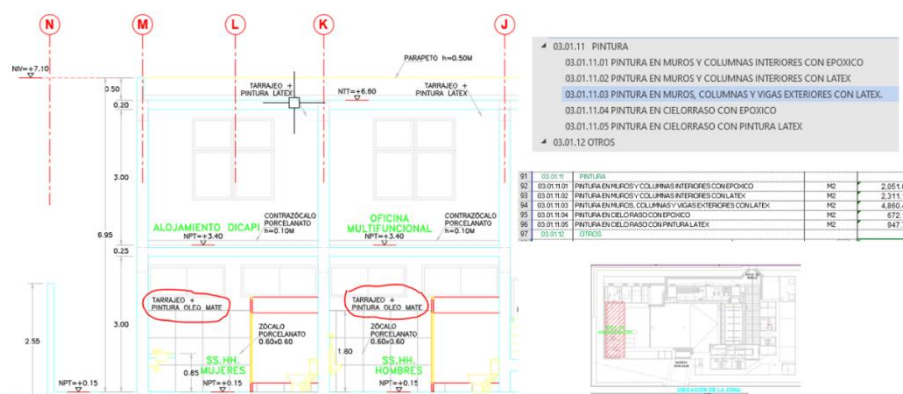 N
M
L
K
J
NIV=+7.10
PARAPETO h=0.50M
TARRAJEO +
PINTURA LATEX
NTT=+6.60
TARRAJEO +
PINTURA LATEX
0.50
0.20
3.00
6.95
0.25
3.00
2.55
CONTRAZÓCALO
PORCELANATO
h=0.10M
ALOJAMIENTO DICAPI
NPT=+3.40
OFICINA
MULTIFUNCIONAL
NPT=+3.40
CONTRAZÓCALO
PORCELANATO
h=0.10M
TARRAJEO +
PINTURA OLEO MATE
TARRAJEO +
PINTURA OLEO MATE
ZÓCALO
PORCELANATO
0.60x0.60
ZÓCALO
PORCELANATO
0.60x0.60
1.80
0.85
SS.HH.
MUJERES
SS.HH.
HOMBRES
NPT=+0.15
NPT=+0.15
NPT=+0.15
03.01.11 PINTURA
03.01.11.01 PINTURA EN MUROS Y COLUMNAS INTERIORES CON EPOXICO
03.01.11.02 PINTURA EN MUROS Y COLUMNAS INTERIORES CON LATEX
03.01.11.03 PINTURA EN MUROS, COLUMNAS Y VIGAS EXTERIORES CON LATEX.
03.01.11.04 PINTURA EN CIELORRASO CON EPOXICO
03.01.11.05 PINTURA EN CIELORRASO CON PINTURA LATEX
03.01.12 OTROS
91 03.01.11 PINTURA
92 03.01.11.01 PINTURA EN MUROS Y COLUMNAS INTERIORES CON EPOXICO M2 2,051.
93 03.01.11.02 PINTURA EN MUROS Y COLUMNAS INTERIORES CON LATEX M2 2,311.
94 03.01.11.03 PINTURA EN MUROS, COLUMNAS Y VIGAS EXTERIORES CON LATEX M2 4,860.
95 03.01.11.04 PINTURA EN CIELO RASO CON EPOXICO M2 672.
96 03.01.11.05 PINTURA EN CIELO RASO CON PINTURA LATEX M2 947.
97 03.01.12 OTROS
UBICACION DE LA ZONA